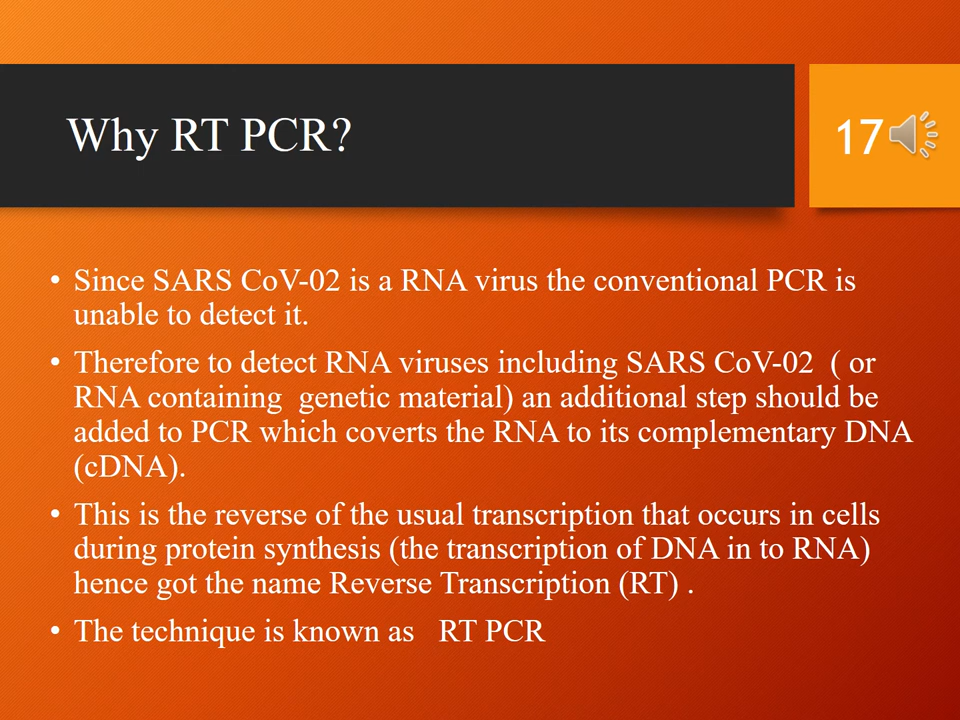 Why RT PCR?
17
• Since SARS CoV-02 is a RNA virus the conventional PCR is
unable to detect it.
• Therefore to detect RNA viruses including SARS CoV-02 ( or
RNA containing genetic material) an additional step should be
added to PCR which coverts the RNA to its complementary DNA
(cDNA).
• This is the reverse of the usual transcription that occurs in cells
during protein synthesis (the transcription of DNA in to RNA)
hence got the name Reverse Transcription (RT) .
• The technique is known as RT PCR